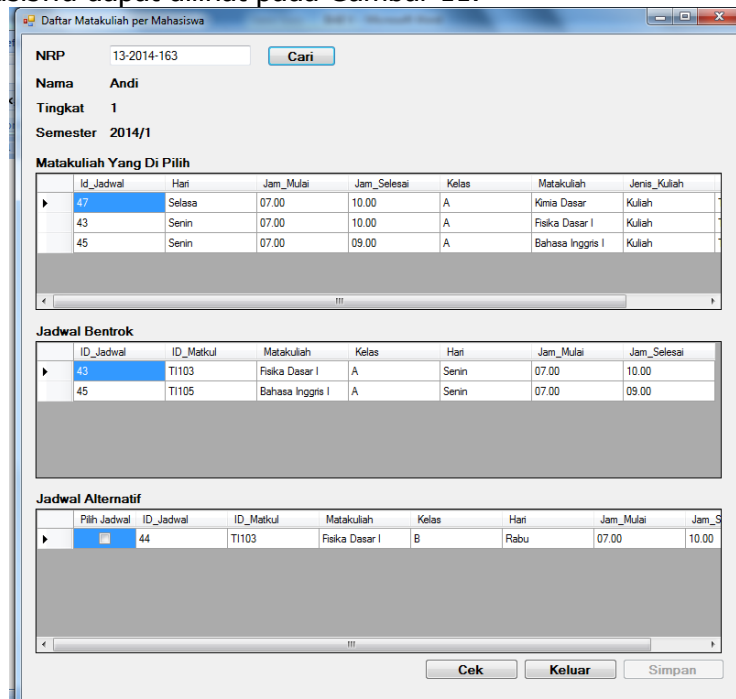 dapat dilihat pada Gambar
Daftar Matakuliah per Mahasiswa
NRP 13-2014-163 Cari
Nama Andi
Tingkat 1
Semester 2014/1
Matakuliah Yang Di Pilih
Id_Jadwal Hari Jam_Mulai Jam_Selesai Kelas Matakuliah Jenis_Kuliah
47 Selasa 07.00 10.00 A Kimia Dasar Kuliah
43 Senin 07.00 10.00 A Fisika Dasar I Kuliah
45 Senin 07.00 09.00 A Bahasa Inggris I Kuliah
Jadwal Bentrok
ID_Jadwal ID_Matkul Matakuliah Kelas Hari Jam_Mulai Jam_Selesai
43 TI103 Fisika Dasar I A Senin 07.00 10.00
45 TI105 Bahasa Inggris I A Senin 07.00 09.00
Jadwal Alternatif
Pilih Jadwal ID_Jadwal ID_Matkul Matakuliah Kelas Hari Jam_Mulai Jam_S
44 TI103 Fisika Dasar I B Rabu 07.00 10.00
Cek Keluar Simpan